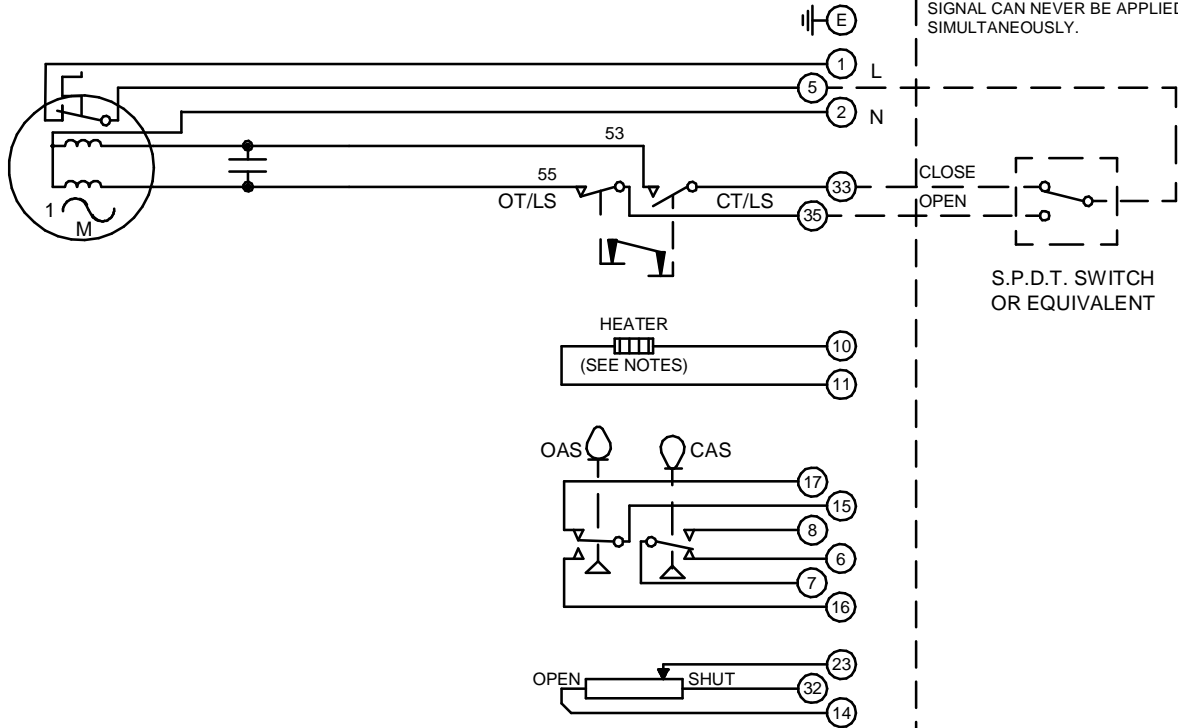 SIGNAL CAN NEVER BE APPLIED
SIMULTANEOUSLY.
E
1
L
5
2
N
53
55
OT/LS
CT/LS
33
CLOSE
35
OPEN
1
M
S.P.D.T. SWITCH
OR EQUIVALENT
HEATER
(SEE NOTES)
10
11
OAS
CAS
17
15
8
6
7
16
OPEN
SHUT
23
32
14